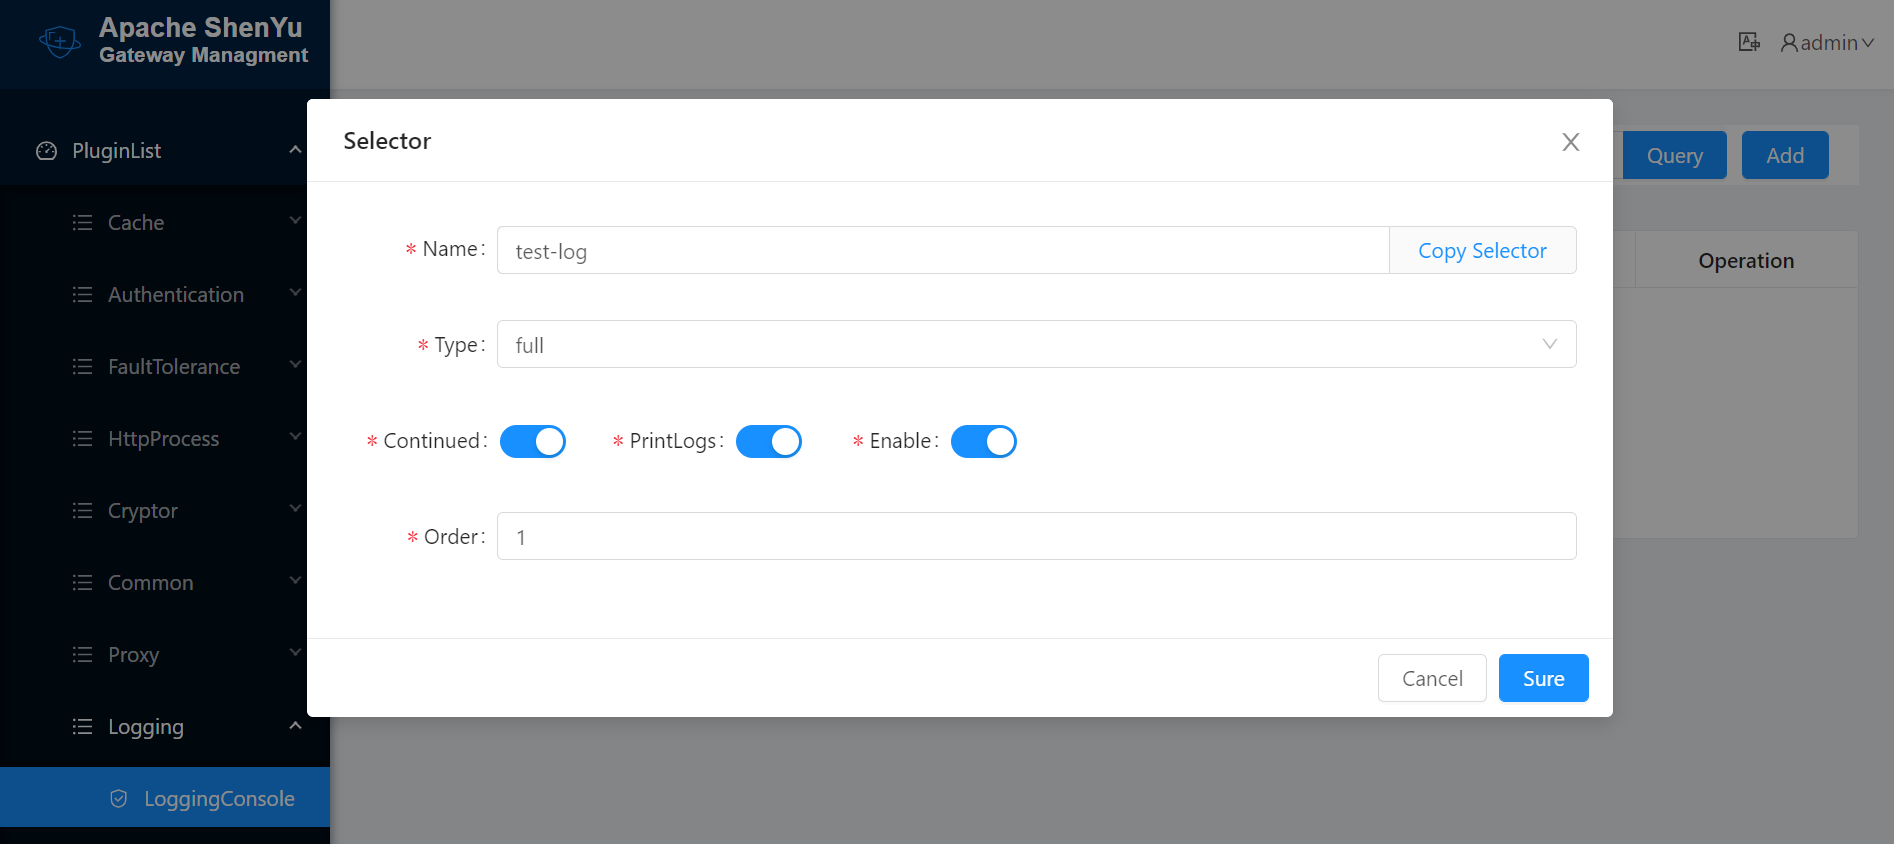 Apache ShenYu
Gateway Managment
admin
PluginList
Cache
Authentication
FaultTolerance
HttpProcess
Cryptor
Common
Proxy
Logging
LoggingConsole
Query
Add
Operation
Selector
* Name:
test-log
Copy Selector
* Type:
full
* Continued:
* PrintLogs:
* Enable:
* Order:
1
Cancel
Sure